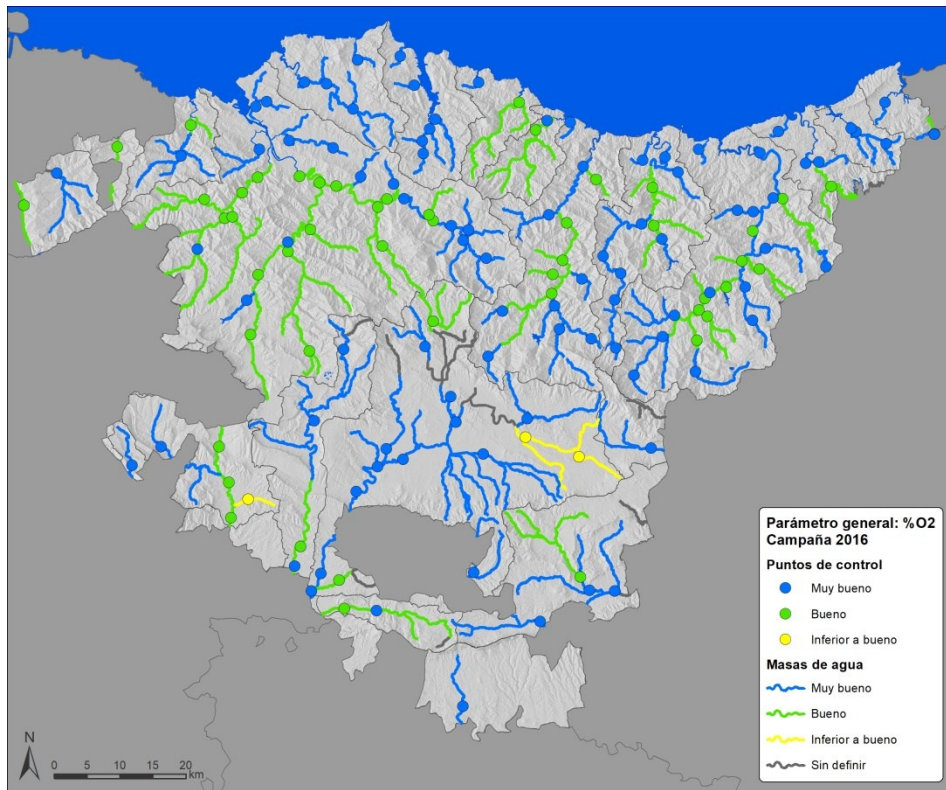 Parámetro general: %O2
Campaña 2016
Puntos de control
Muy bueno
Bueno
Inferior a bueno
Masas de agua
Muy bueno
Bueno
Inferior a bueno
Sin definir
N
0 5 10 15 20
km